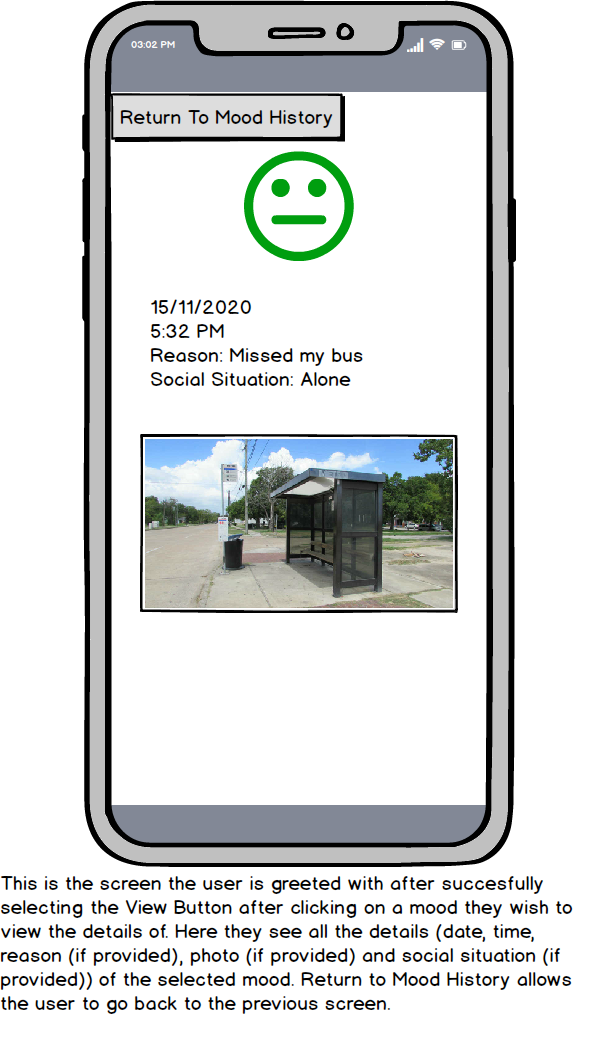 03:02 PM
Return To Mood History
15/11/2020
5:32 PM
Reason: Missed my bus
Social Situation: Alone
This is the screen the user is greeted with after succesfully
selecting the View Button after clicking on a mood they wish to
view the details of. Here they see all the details (date, time,
reason (if provided), photo (if provided) and social situation (if
provided)) of the selected mood. Return to Mood History allows
the user to go back to the previous screen.